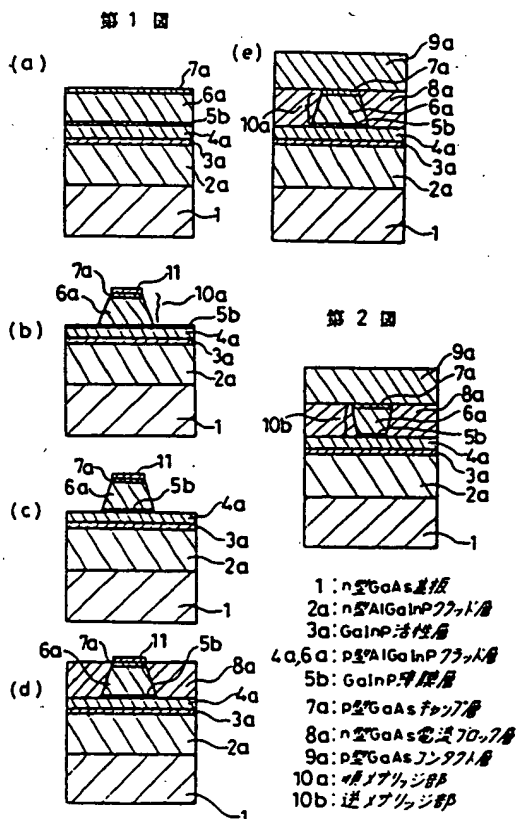 第1図
(a)
7a
6a
5b
4a
3a
2a
1
(e)
9a
7a
8a
6a
5b
4a
3a
2a
1
10a
(b)
11
7a
6a
10a
5b
4a
3a
2a
1
第2図
9a
7a
8a
6a
5b
4a
3a
2a
1
10b
(c)
11
7a
6a
5b
4a
3a
2a
1
(d)
11
6a
7a
5b
8a
4a
3a
2a
1
1:n型GaAs基板
2a:n型AlGaInPクラッド層
3a:GaInP活性層
4a,6a:p型AlGaInPクラッド層
5b:GaInP薄膜層
7a:p型GaAsキャップ層
8a:n型GaAs電流ブロック層
9a:p型GaAsコンタクト層
10a:順メサリッジ部
10b:逆メサリッジ部